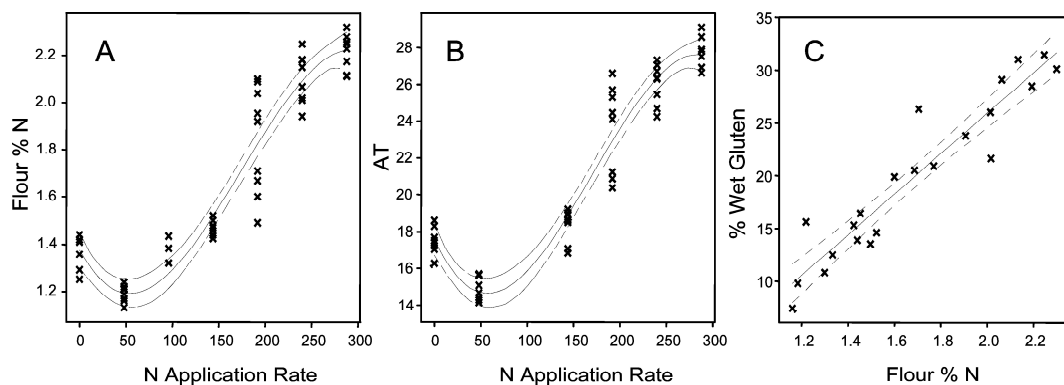 A
Flour % N
2.2
2.0
1.8
1.6
1.4
1.2
0 50 100 150 200 250 300
N Application Rate
B
AT
28
26
24
22
20
18
16
14
0 50 100 150 200 250 300
N Application Rate
C
% Wet Gluten
35
30
25
20
15
10
1.2 1.4 1.6 1.8 2.0 2.2
Flour % N